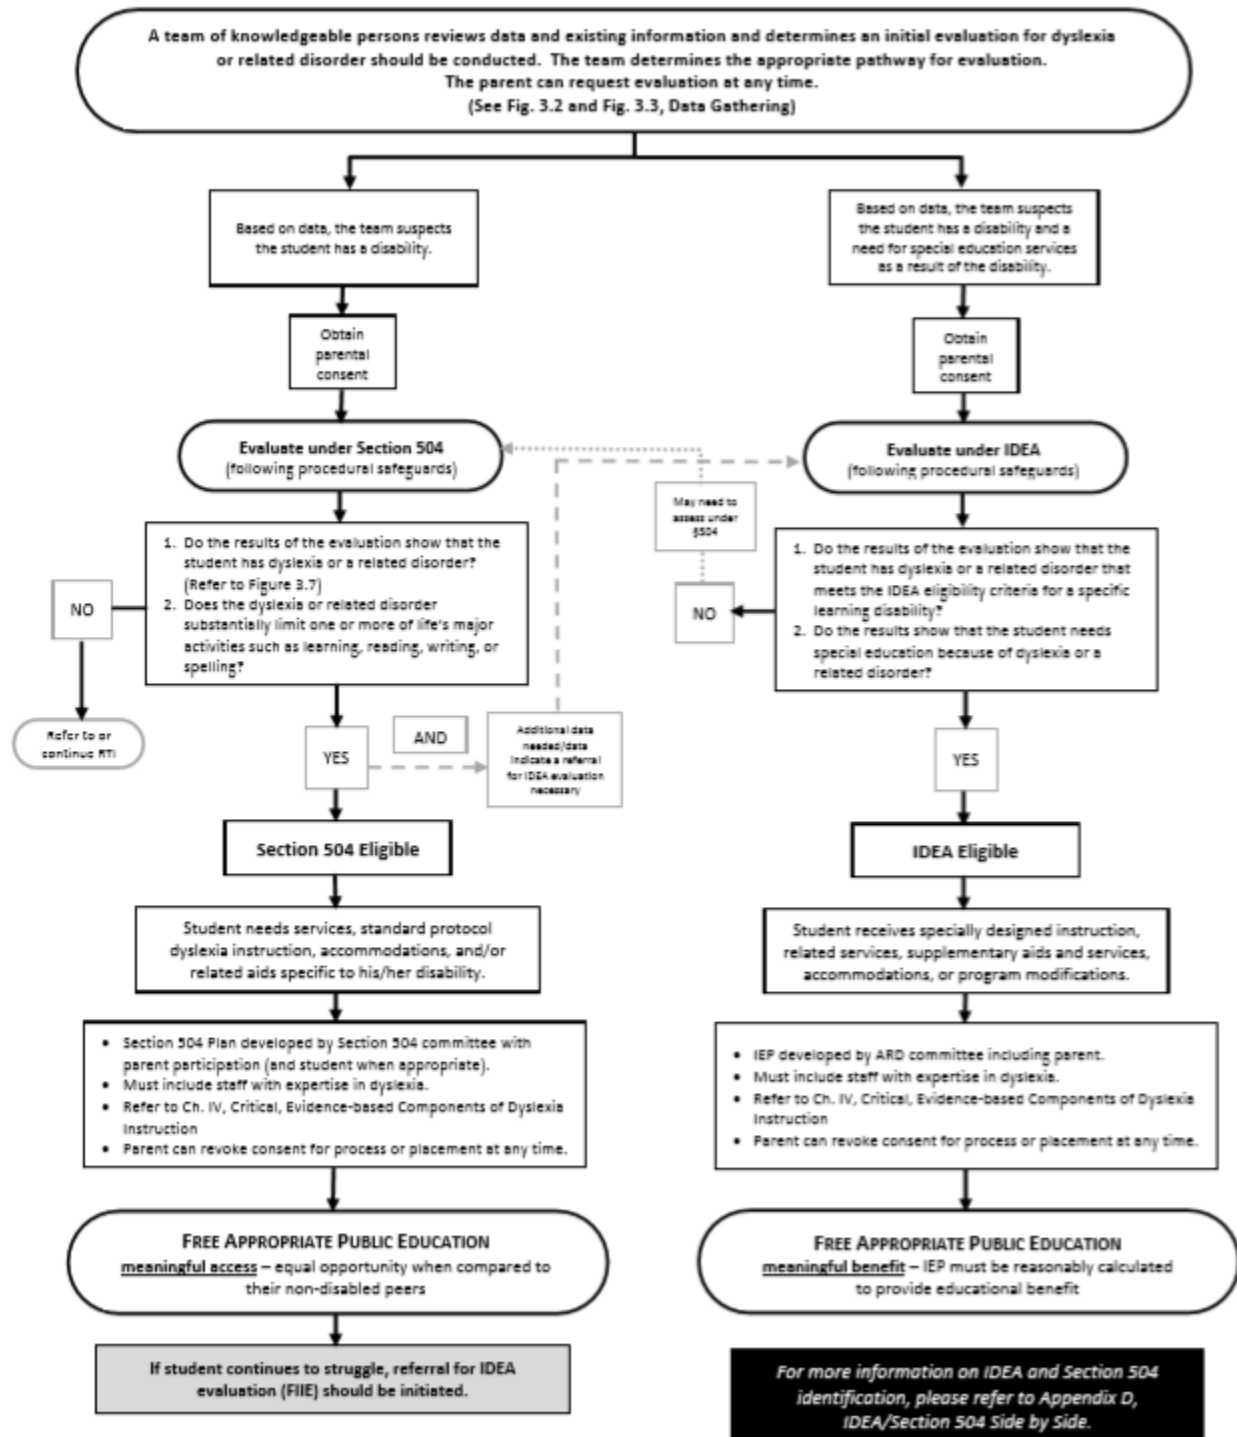 A team of knowledgeable persons reviews data and existing information and determines an initial evaluation for dyslexia
or related disorder should be conducted. The team determines the appropriate pathway for evaluation.
The parent can request evaluation at any time.
(See Fig. 3.2 and Fig. 3.3, Data Gathering)
Based on data, the team suspects
the student has a disability.
Obtain
parental
consent
Evaluate under Section 504
(following procedural safeguards)
1. Do the results of the evaluation show that the
student has dyslexia or a related disorder?
(Refer to Figure 3.7)
2. Does the dyslexia or related disorder
substantially limit one or more of life's major
activities such as learning, reading, writing, or
spelling?
NO
Refer to or
continue RTI
YES
AND
Additional data
needed/data
indicate a referral
for IDEA evaluation
necessary
Section 504 Eligible
Student needs services, standard protocol
dyslexia instruction, accommodations, and/or
related aids specific to his/her disability.
• Section 504 Plan developed by Section 504 committee with
parent participation (and student when appropriate).
• Must include staff with expertise in dyslexia.
• Refer to Ch. IV, Critical, Evidence-based Components of Dyslexia
Instruction
• Parent can revoke consent for process or placement at any time.
FREE APPROPRIATE PUBLIC EDUCATION
meaningful access – equal opportunity when compared to
their non-disabled peers
If student continues to struggle, referral for IDEA
evaluation (FIIE) should be initiated.
Based on data, the team suspects
the student has a disability and a
need for special education services
as a result of the disability.
Obtain
parental
consent
Evaluate under IDEA
(following procedural safeguards)
May need to
assess under
§504
NO
1. Do the results of the evaluation show that the
student has dyslexia or a related disorder that
meets the IDEA eligibility criteria for a specific
learning disability?
2. Do the results show that the student needs
special education because of dyslexia or a
related disorder?
YES
IDEA Eligible
Student receives specially designed instruction,
related services, supplementary aids and services,
accommodations, or program modifications.
• IEP developed by ARD committee including parent.
• Must include staff with expertise in dyslexia.
• Refer to Ch. IV, Critical, Evidence-based Components of Dyslexia
Instruction
• Parent can revoke consent for process or placement at any time.
FREE APPROPRIATE PUBLIC EDUCATION
meaningful benefit – IEP must be reasonably calculated
to provide educational benefit
For more information on IDEA and Section 504
identification, please refer to Appendix D,
IDEA/Section 504 Side by Side.